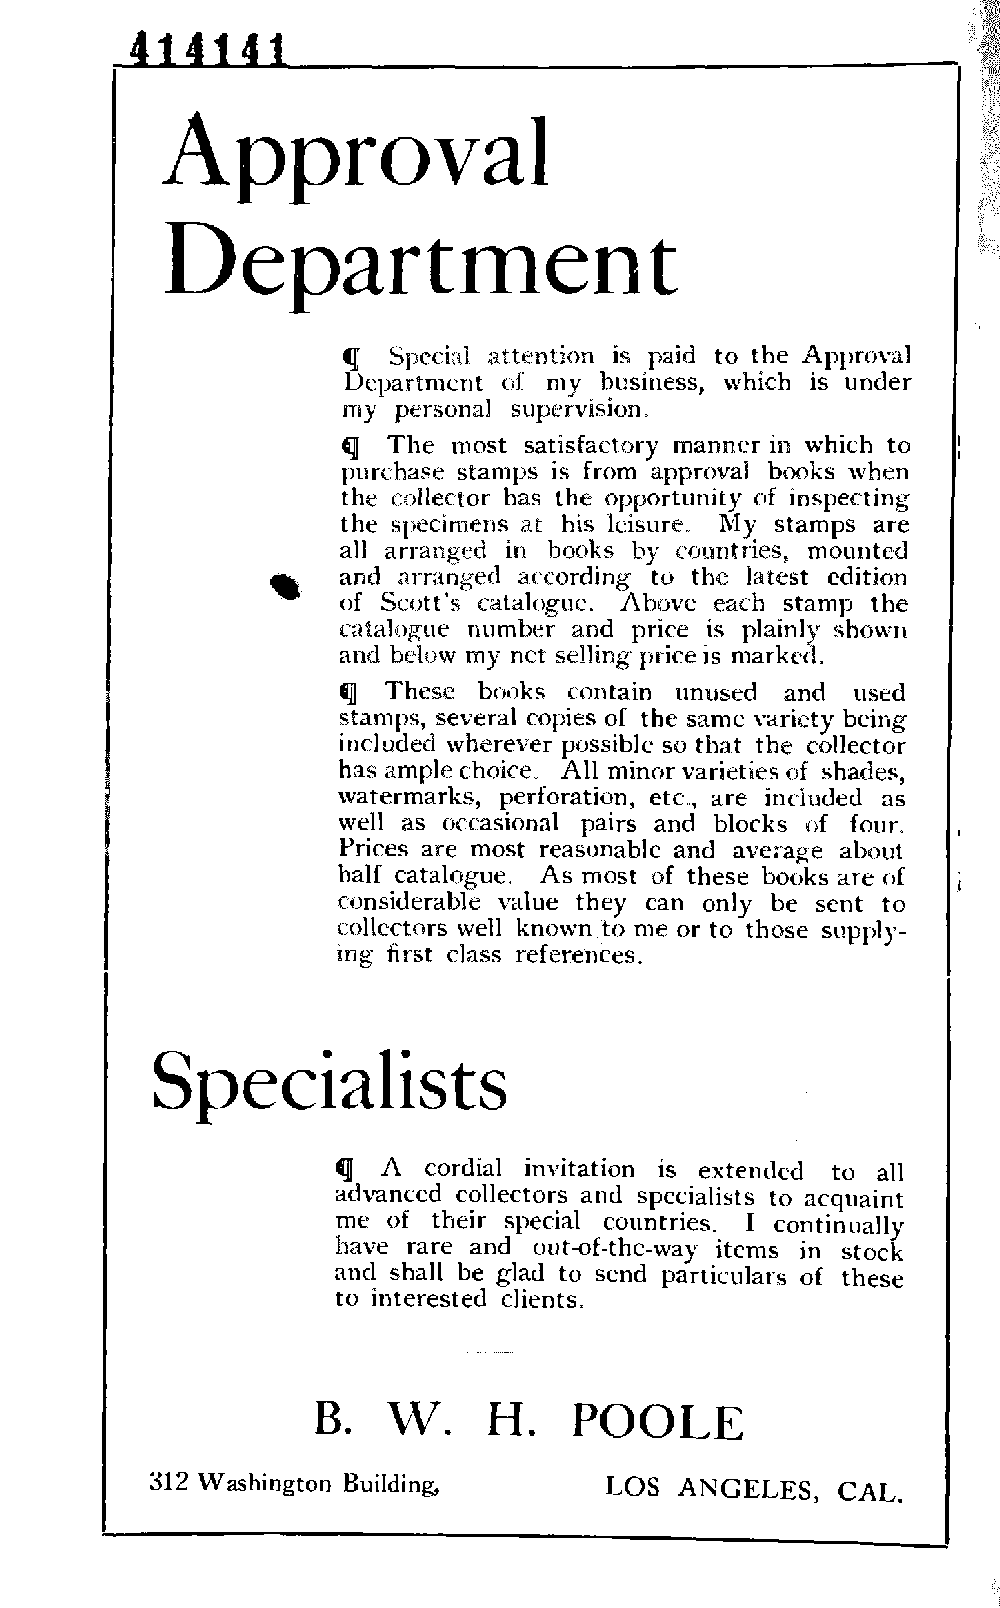 414141
Approval
Department
¶ Special attention is paid to the Approval
Department of my business, which is under
my personal supervision.
¶ The most satisfactory manner in which to
purchase stamps is from approval books when
the collector has the opportunity of inspecting
the specimens at his leisure. My stamps are
all arranged in books by countries, mounted
and arranged according to the latest edition
of Scott's catalogue. Above each stamp the
catalogue number and price is plainly shown
and below my net selling price is marked.
¶ These books contain unused and used
stamps, several copies of the same variety being
included wherever possible so that the collector
has ample choice. All minor varieties of shades,
watermarks, perforation, etc., are included as
well as occasional pairs and blocks of four.
Prices are most reasonable and average about
half catalogue. As most of these books are of
considerable value they can only be sent to
collectors well known to me or to those supply-
ing first class references.
Specialists
¶ A cordial invitation is extended to all
advanced collectors and specialists to acquaint
me of their special countries. I continually
have rare and out-of-the-way items in stock
and shall be glad to send particulars of these
to interested clients.
B. W. H. POOLE
312 Washington Building, LOS ANGELES, CAL.